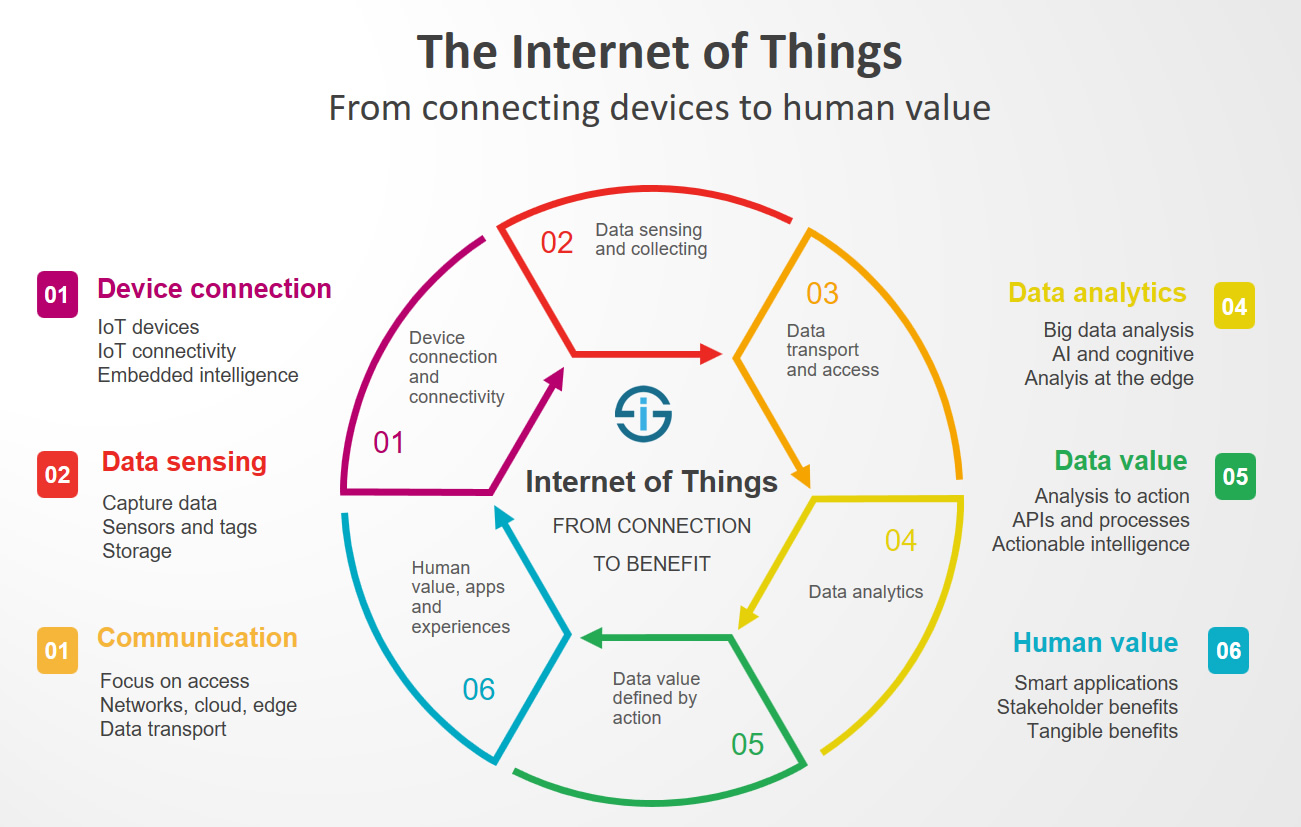 The Internet of Things
From connecting devices to human value
01
Device connection
IoT devices
IoT connectivity
Embedded intelligence
02
Data sensing
Capture data
Sensors and tags
Storage
01
Communication
Focus on access
Networks, cloud, edge
Data transport
01
Device
connection
and
connectivity
02
Data sensing
and collecting
03
Data
transport
and access
04
Data analytics
05
Data value
defined by
action
06
Human
value, apps
and
experiences
i
Internet of Things
FROM CONNECTION
TO BENEFIT
Data analytics
04
Big data analysis
AI and cognitive
Analyis at the edge
Data value
05
Analysis to action
APIs and processes
Actionable intelligence
Human value
06
Smart applications
Stakeholder benefits
Tangible benefits